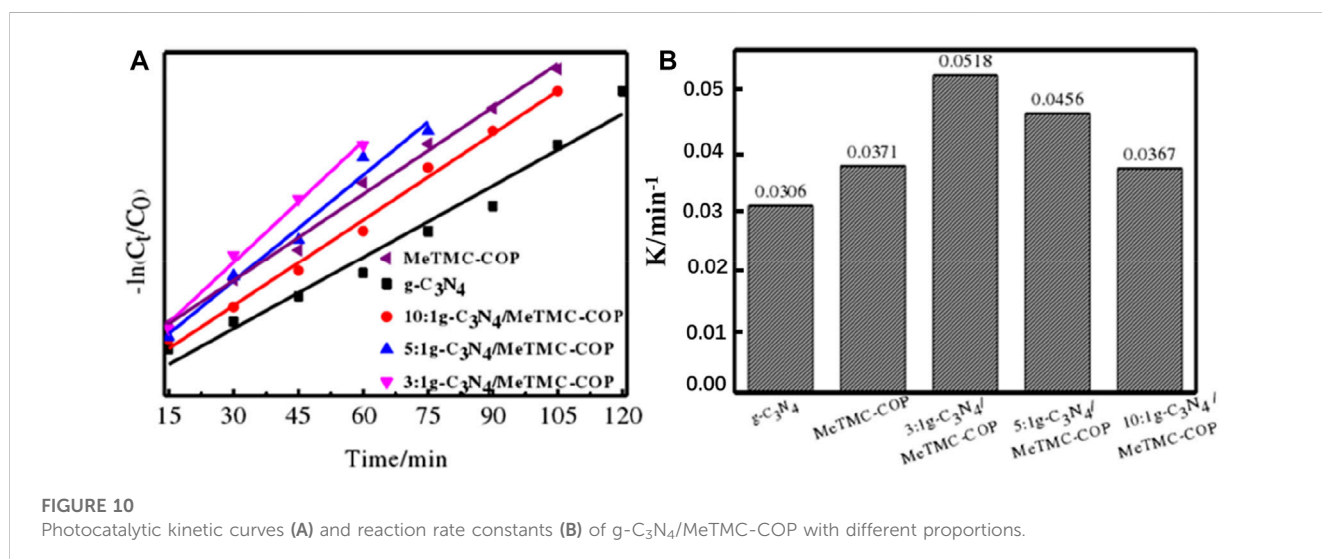 A
-ln(Cₜ/C₀)
MeTMC-COP
g-C₃N₄
10:1g-C₃N₄/MeTMC-COP
5:1g-C₃N₄/MeTMC-COP
3:1g-C₃N₄/MeTMC-COP
15 30 45 60 75 90 105 120
Time/min
B
K/min⁻¹
0.05
0.04
0.03
0.02
0.01
0.00
0.0306
0.0371
0.0518
0.0456
0.0367
g-C₃N₄
MeTMC-COP
3:1g-C₃N₄/
MeTMC-COP
5:1g-C₃N₄/
MeTMC-COP
10:1g-C₃N₄/
MeTMC-COP
FIGURE 10
Photocatalytic kinetic curves (A) and reaction rate constants (B) of g-C₃N₄/MeTMC-COP with different proportions.